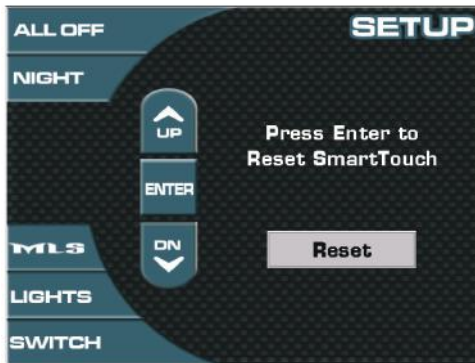 ALL OFF
SETUP
NIGHT
UP
Press Enter to
Reset SmartTouch
ENTER
DN
MLS
Reset
LIGHTS
SWITCH